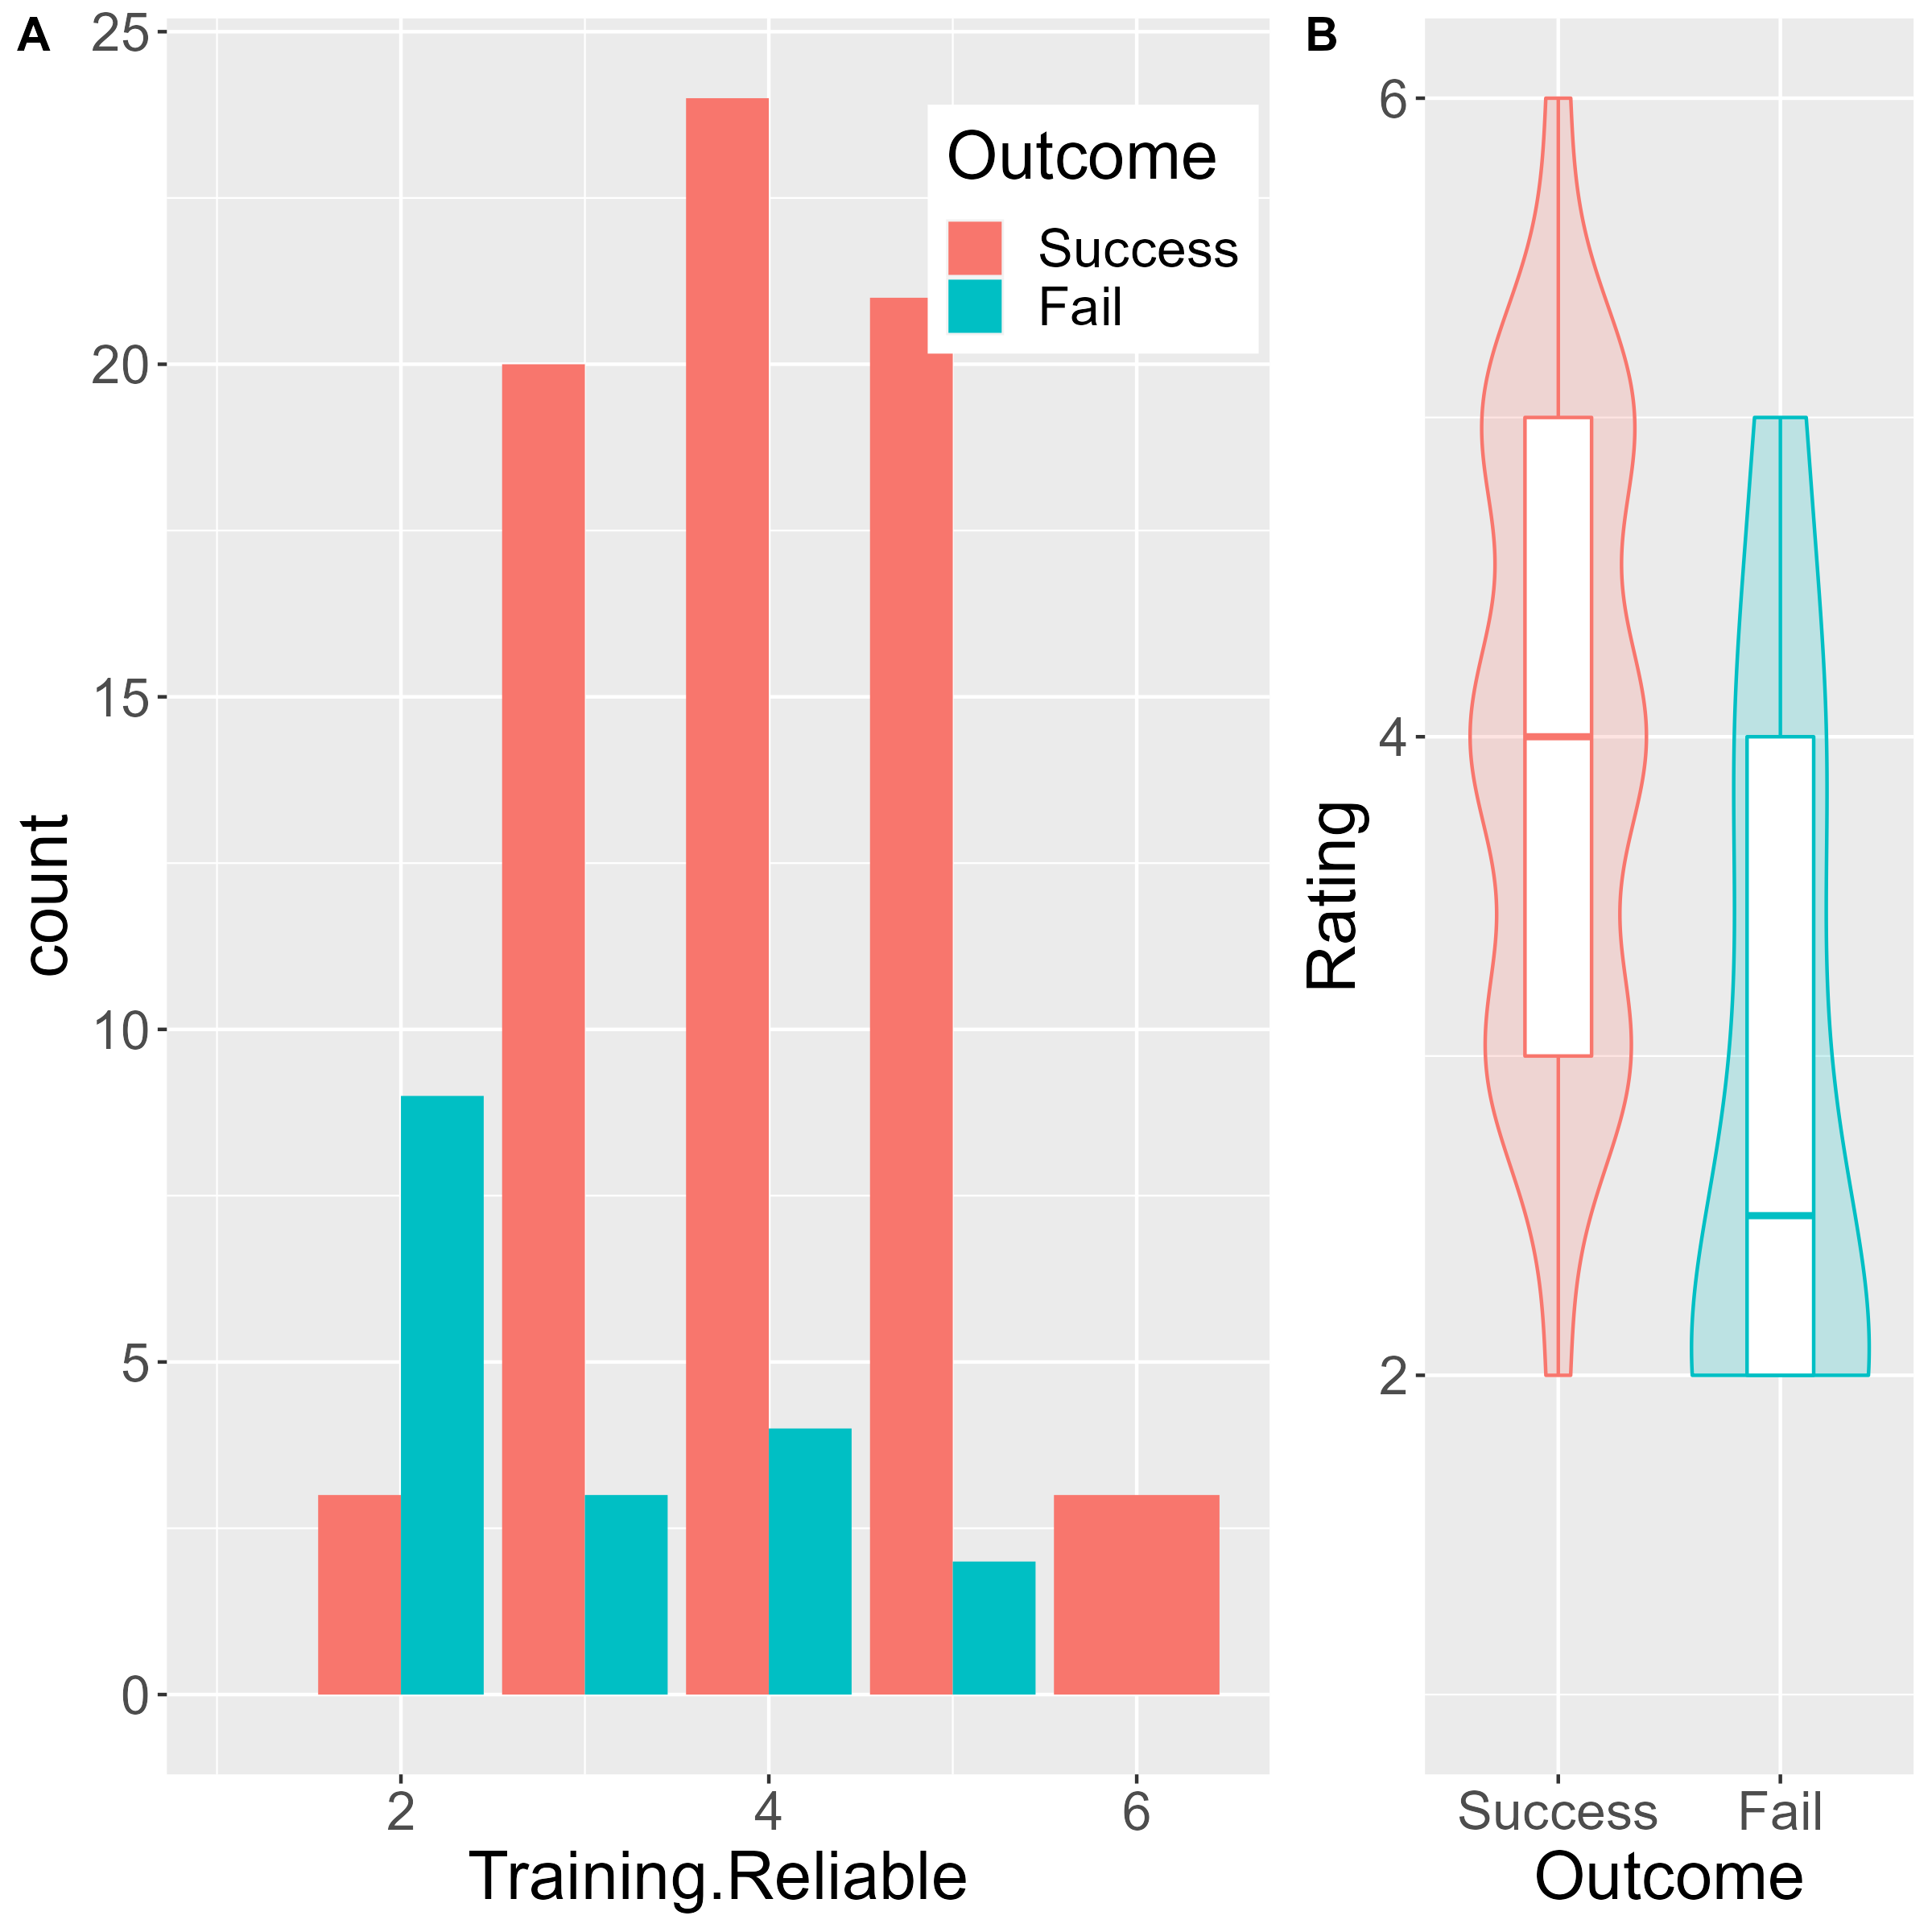 A
25
20
15
10
5
0
count
2
4
6
Training.Reliable
Outcome
Success
Fail
B
6
4
2
Rating
Success
Fail
Outcome